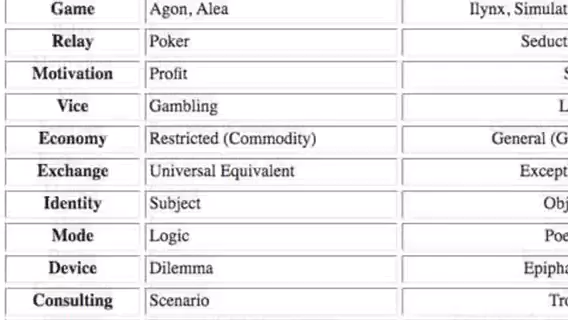 Game Agon, Alea Ilynx, Simulat
Relay Poker Seduct
Motivation Profit S
Vice Gambling L
Economy Restricted (Commodity) General (G
Exchange Universal Equivalent Except
Identity Subject Obj
Mode Logic Poe
Device Dilemma Epipha
Consulting Scenario Tro